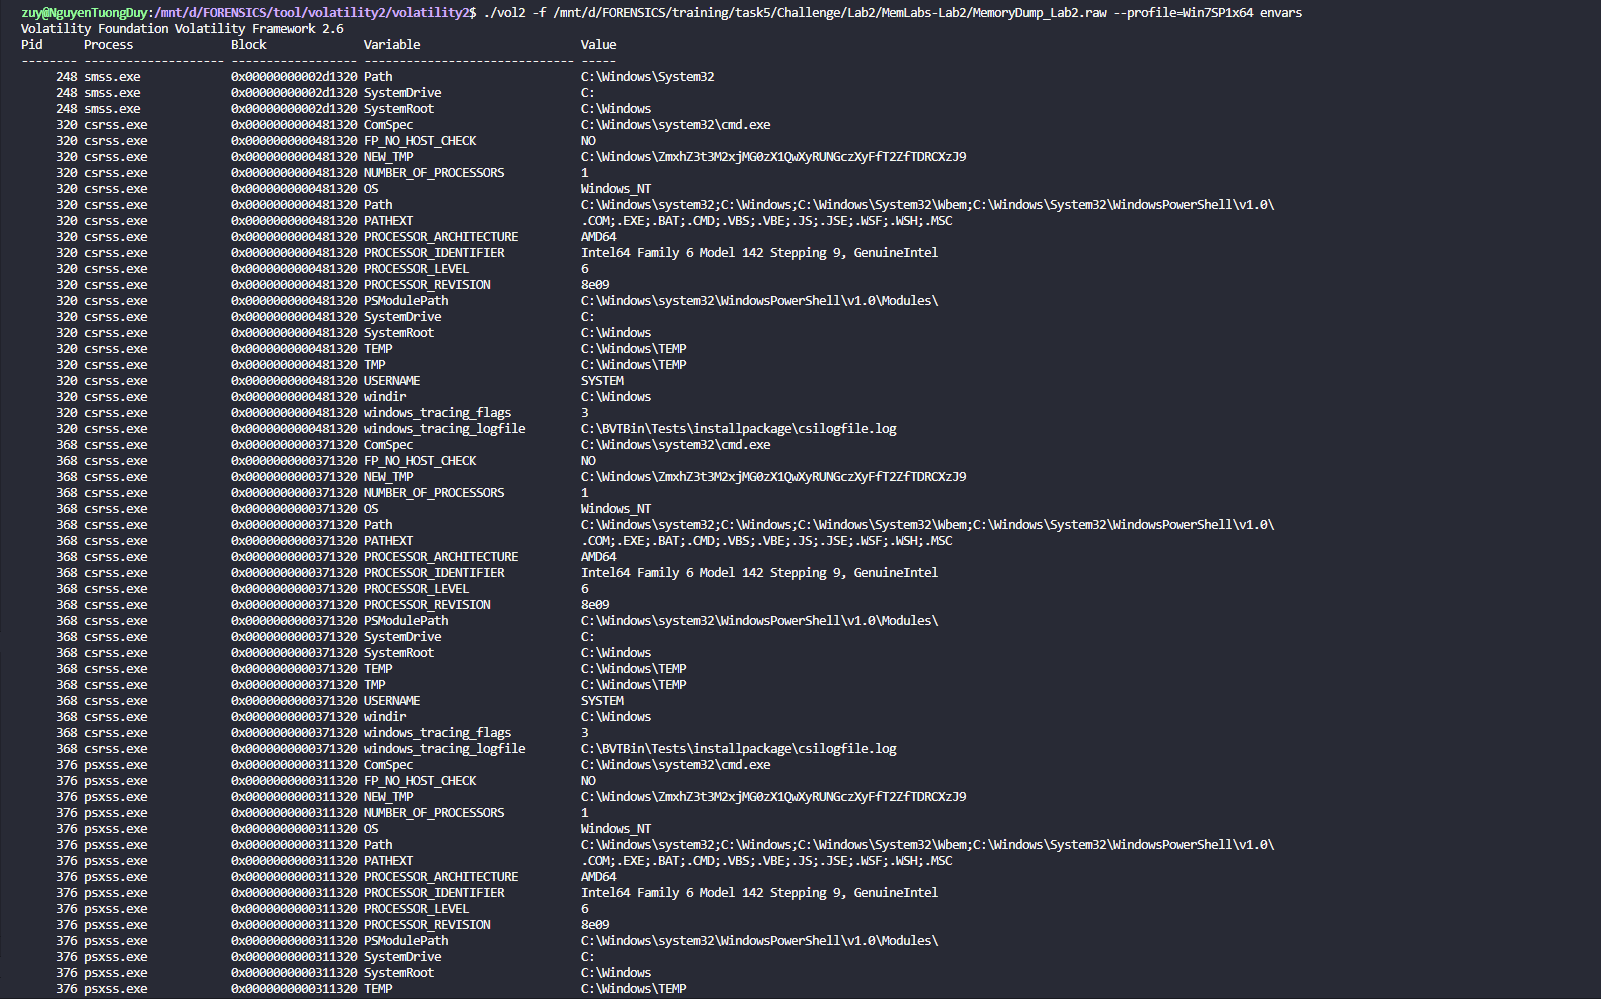 zuy@NguyenTuongDuy:/mnt/d/FORENSICS/tool/volatility2/volatility2$ ./vol2 -f /mnt/d/FORENSICS/training/task5/Challenge/Lab2/MemLabs-Lab2/MemoryDump_Lab2.raw --profile=Win7SP1x64 envars
Volatility Foundation Volatility Framework 2.6
Pid      Process              Block              Variable                       Value
-------- -------------------- ------------------ ------------------------------ -----
     248 smss.exe             0x00000000002d1320 Path                           C:\Windows\System32
     248 smss.exe             0x00000000002d1320 SystemDrive                    C:
     248 smss.exe             0x00000000002d1320 SystemRoot                     C:\Windows
     320 csrss.exe            0x0000000000481320 ComSpec                        C:\Windows\system32\cmd.exe
     320 csrss.exe            0x0000000000481320 FP_NO_HOST_CHECK               NO
     320 csrss.exe            0x0000000000481320 NEW_TMP                        C:\Windows\ZmxhZ3t3M2xjMG0zX1QwXyRUNGczXyFfT2ZfTDRCXzJ9
     320 csrss.exe            0x0000000000481320 NUMBER_OF_PROCESSORS           1
     320 csrss.exe            0x0000000000481320 OS                             Windows_NT
     320 csrss.exe            0x0000000000481320 Path                           C:\Windows\system32;C:\Windows;C:\Windows\System32\Wbem;C:\Windows\System32\WindowsPowerShell\v1.0\
     320 csrss.exe            0x0000000000481320 PATHEXT                        .COM;.EXE;.BAT;.CMD;.VBS;.VBE;.JS;.JSE;.WSF;.WSH;.MSC
     320 csrss.exe            0x0000000000481320 PROCESSOR_ARCHITECTURE         AMD64
     320 csrss.exe            0x0000000000481320 PROCESSOR_IDENTIFIER           Intel64 Family 6 Model 142 Stepping 9, GenuineIntel
     320 csrss.exe            0x0000000000481320 PROCESSOR_LEVEL                6
     320 csrss.exe            0x0000000000481320 PROCESSOR_REVISION             8e09
     320 csrss.exe            0x0000000000481320 PSModulePath                   C:\Windows\system32\WindowsPowerShell\v1.0\Modules\
     320 csrss.exe            0x0000000000481320 SystemDrive                    C:
     320 csrss.exe            0x0000000000481320 SystemRoot                     C:\Windows
     320 csrss.exe            0x0000000000481320 TEMP                           C:\Windows\TEMP
     320 csrss.exe            0x0000000000481320 TMP                            C:\Windows\TEMP
     320 csrss.exe            0x0000000000481320 USERNAME                       SYSTEM
     320 csrss.exe            0x0000000000481320 windir                         C:\Windows
     320 csrss.exe            0x0000000000481320 windows_tracing_flags          3
     320 csrss.exe            0x0000000000481320 windows_tracing_logfile        C:\BVTBin\Tests\installpackage\csilogfile.log
     368 csrss.exe            0x0000000000371320 ComSpec                        C:\Windows\system32\cmd.exe
     368 csrss.exe            0x0000000000371320 FP_NO_HOST_CHECK               NO
     368 csrss.exe            0x0000000000371320 NEW_TMP                        C:\Windows\ZmxhZ3t3M2xjMG0zX1QwXyRUNGczXyFfT2ZfTDRCXzJ9
     368 csrss.exe            0x0000000000371320 NUMBER_OF_PROCESSORS           1
     368 csrss.exe            0x0000000000371320 OS                             Windows_NT
     368 csrss.exe            0x0000000000371320 Path                           C:\Windows\system32;C:\Windows;C:\Windows\System32\Wbem;C:\Windows\System32\WindowsPowerShell\v1.0\
     368 csrss.exe            0x0000000000371320 PATHEXT                        .COM;.EXE;.BAT;.CMD;.VBS;.VBE;.JS;.JSE;.WSF;.WSH;.MSC
     368 csrss.exe            0x0000000000371320 PROCESSOR_ARCHITECTURE         AMD64
     368 csrss.exe            0x0000000000371320 PROCESSOR_IDENTIFIER           Intel64 Family 6 Model 142 Stepping 9, GenuineIntel
     368 csrss.exe            0x0000000000371320 PROCESSOR_LEVEL                6
     368 csrss.exe            0x0000000000371320 PROCESSOR_REVISION             8e09
     368 csrss.exe            0x0000000000371320 PSModulePath                   C:\Windows\system32\WindowsPowerShell\v1.0\Modules\
     368 csrss.exe            0x0000000000371320 SystemDrive                    C:
     368 csrss.exe            0x0000000000371320 SystemRoot                     C:\Windows
     368 csrss.exe            0x0000000000371320 TEMP                           C:\Windows\TEMP
     368 csrss.exe            0x0000000000371320 TMP                            C:\Windows\TEMP
     368 csrss.exe            0x0000000000371320 USERNAME                       SYSTEM
     368 csrss.exe            0x0000000000371320 windir                         C:\Windows
     368 csrss.exe            0x0000000000371320 windows_tracing_flags          3
     368 csrss.exe            0x0000000000371320 windows_tracing_logfile        C:\BVTBin\Tests\installpackage\csilogfile.log
     376 psxss.exe            0x0000000000311320 ComSpec                        C:\Windows\system32\cmd.exe
     376 psxss.exe            0x0000000000311320 FP_NO_HOST_CHECK               NO
     376 psxss.exe            0x0000000000311320 NEW_TMP                        C:\Windows\ZmxhZ3t3M2xjMG0zX1QwXyRUNGczXyFfT2ZfTDRCXzJ9
     376 psxss.exe            0x0000000000311320 NUMBER_OF_PROCESSORS           1
     376 psxss.exe            0x0000000000311320 OS                             Windows_NT
     376 psxss.exe            0x0000000000311320 Path                           C:\Windows\system32;C:\Windows;C:\Windows\System32\Wbem;C:\Windows\System32\WindowsPowerShell\v1.0\
     376 psxss.exe            0x0000000000311320 PATHEXT                        .COM;.EXE;.BAT;.CMD;.VBS;.VBE;.JS;.JSE;.WSF;.WSH;.MSC
     376 psxss.exe            0x0000000000311320 PROCESSOR_ARCHITECTURE         AMD64
     376 psxss.exe            0x0000000000311320 PROCESSOR_IDENTIFIER           Intel64 Family 6 Model 142 Stepping 9, GenuineIntel
     376 psxss.exe            0x0000000000311320 PROCESSOR_LEVEL                6
     376 psxss.exe            0x0000000000311320 PROCESSOR_REVISION             8e09
     376 psxss.exe            0x0000000000311320 PSModulePath                   C:\Windows\system32\WindowsPowerShell\v1.0\Modules\
     376 psxss.exe            0x0000000000311320 SystemDrive                    C:
     376 psxss.exe            0x0000000000311320 SystemRoot                     C:\Windows
     376 psxss.exe            0x0000000000311320 TEMP                           C:\Windows\TEMP